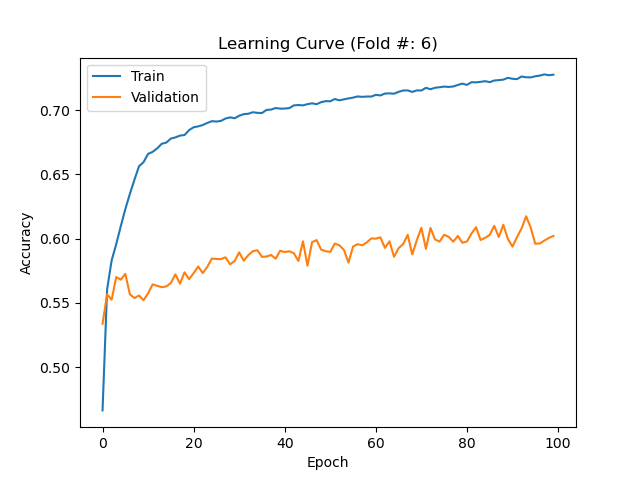 Learning Curve (Fold #: 6)
Train
Validation
0.70
0.65
0.60
0.55
0.50
Accuracy
0 20 40 60 80 100
Epoch